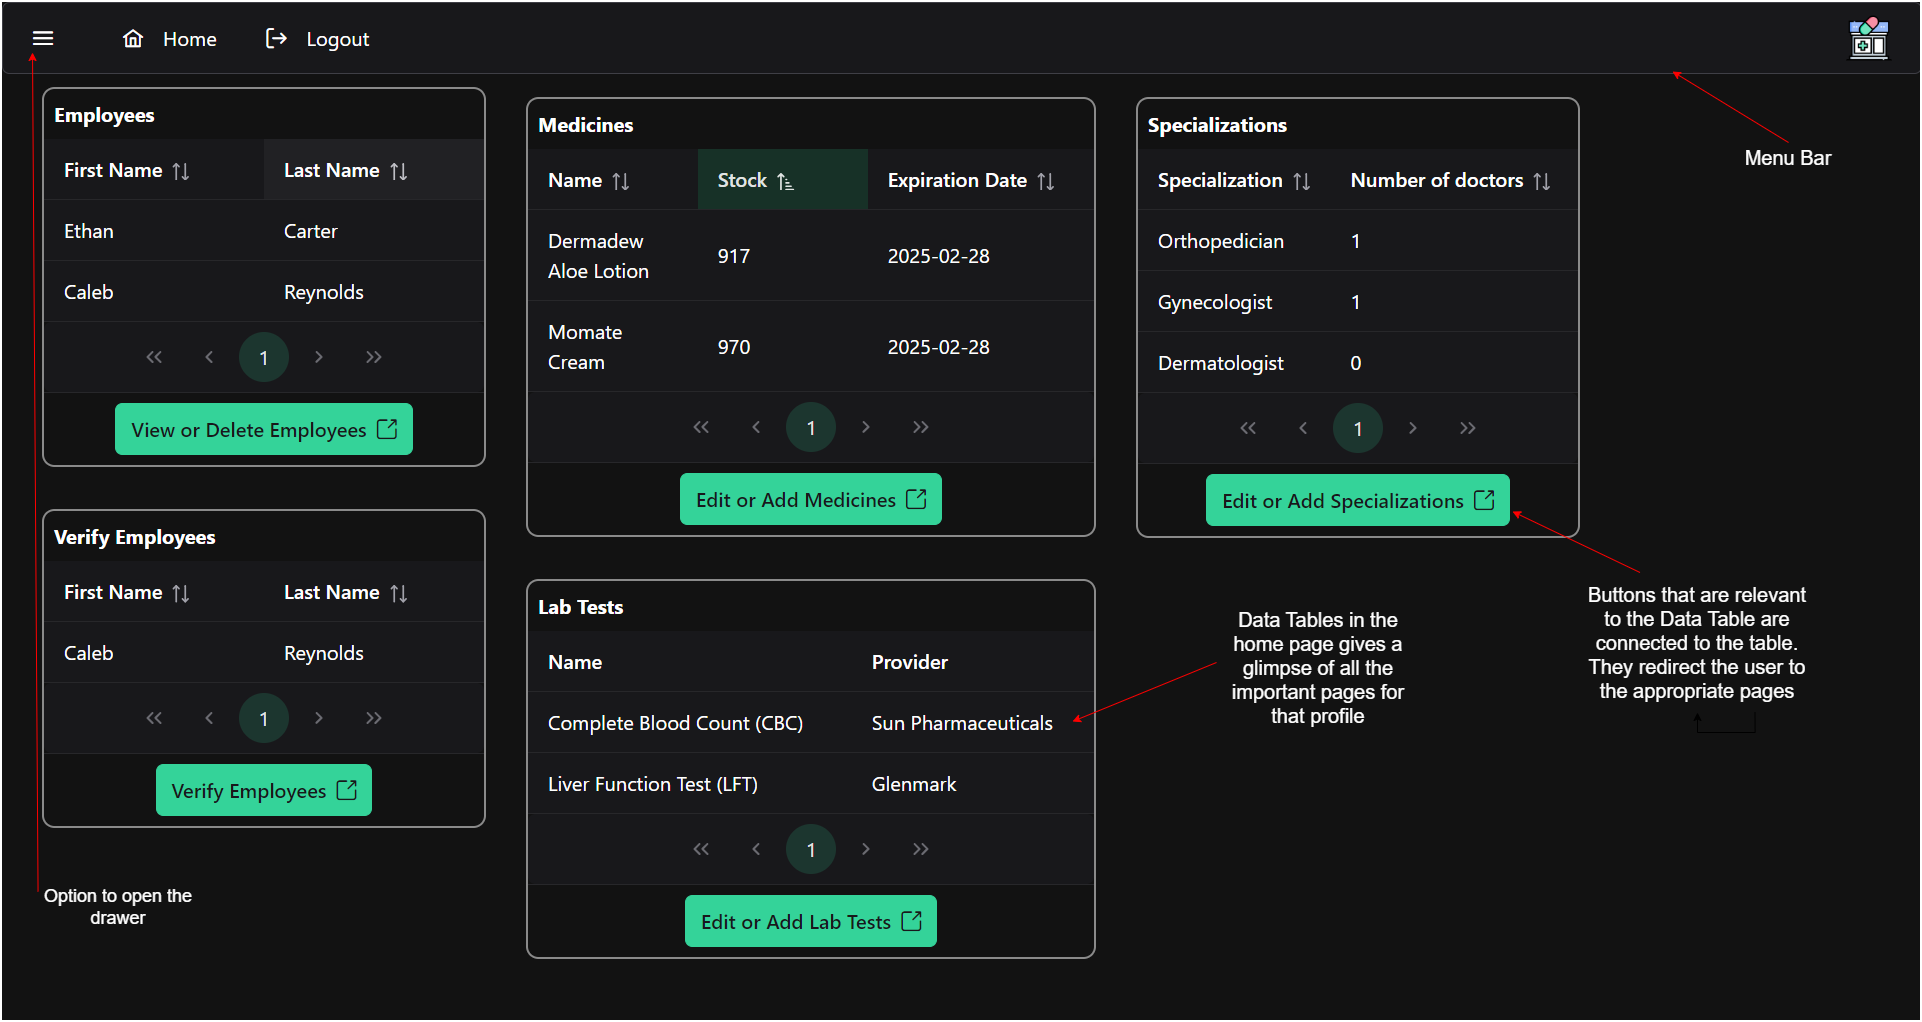 Home
Logout
Employees
First Name
Last Name
Ethan
Carter
Caleb
Reynolds
1
View or Delete Employees
Verify Employees
First Name
Last Name
Caleb
Reynolds
1
Verify Employees
Option to open the
drawer
Medicines
Name
Stock
Expiration Date
Dermadew
Aloe Lotion
917
2025-02-28
Momate
Cream
970
2025-02-28
1
Edit or Add Medicines
Lab Tests
Name
Provider
Complete Blood Count (CBC)
Sun Pharmaceuticals
Liver Function Test (LFT)
Glenmark
1
Edit or Add Lab Tests
Specializations
Specialization
Number of doctors
Orthopedician
1
Gynecologist
1
Dermatologist
0
1
Edit or Add Specializations
Menu Bar
Data Tables in the
home page gives a
glimpse of all the
important pages for
that profile
Buttons that are relevant
to the Data Table are
connected to the table.
They redirect the user to
the appropriate pages